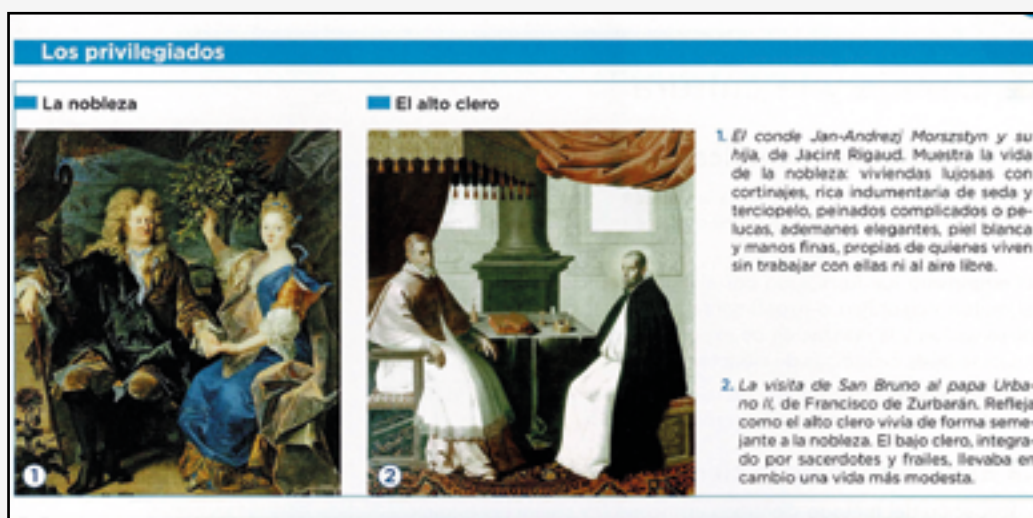 Los privilegiados
La nobleza
El alto clero
1
2
1. El conde Jan-Andrezj Morszstyn y su
hija, de Jacint Rigaud. Muestra la vida
de la nobleza: viviendas lujosas con
cortinajes, rica indumentaria de seda y
terciopelo, peinados complicados o pe-
lucas, ademanes elegantes, piel blanca
y manos finas, propias de quienes viven
sin trabajar con ellas ni al aire libre.
2. La visita de San Bruno al papa Urba-
no II, de Francisco de Zurbarán. Refleja
como el alto clero vivía de forma seme-
jante a la nobleza. El bajo clero, integra-
do por sacerdotes y frailes, llevaba en
cambio una vida más modesta.